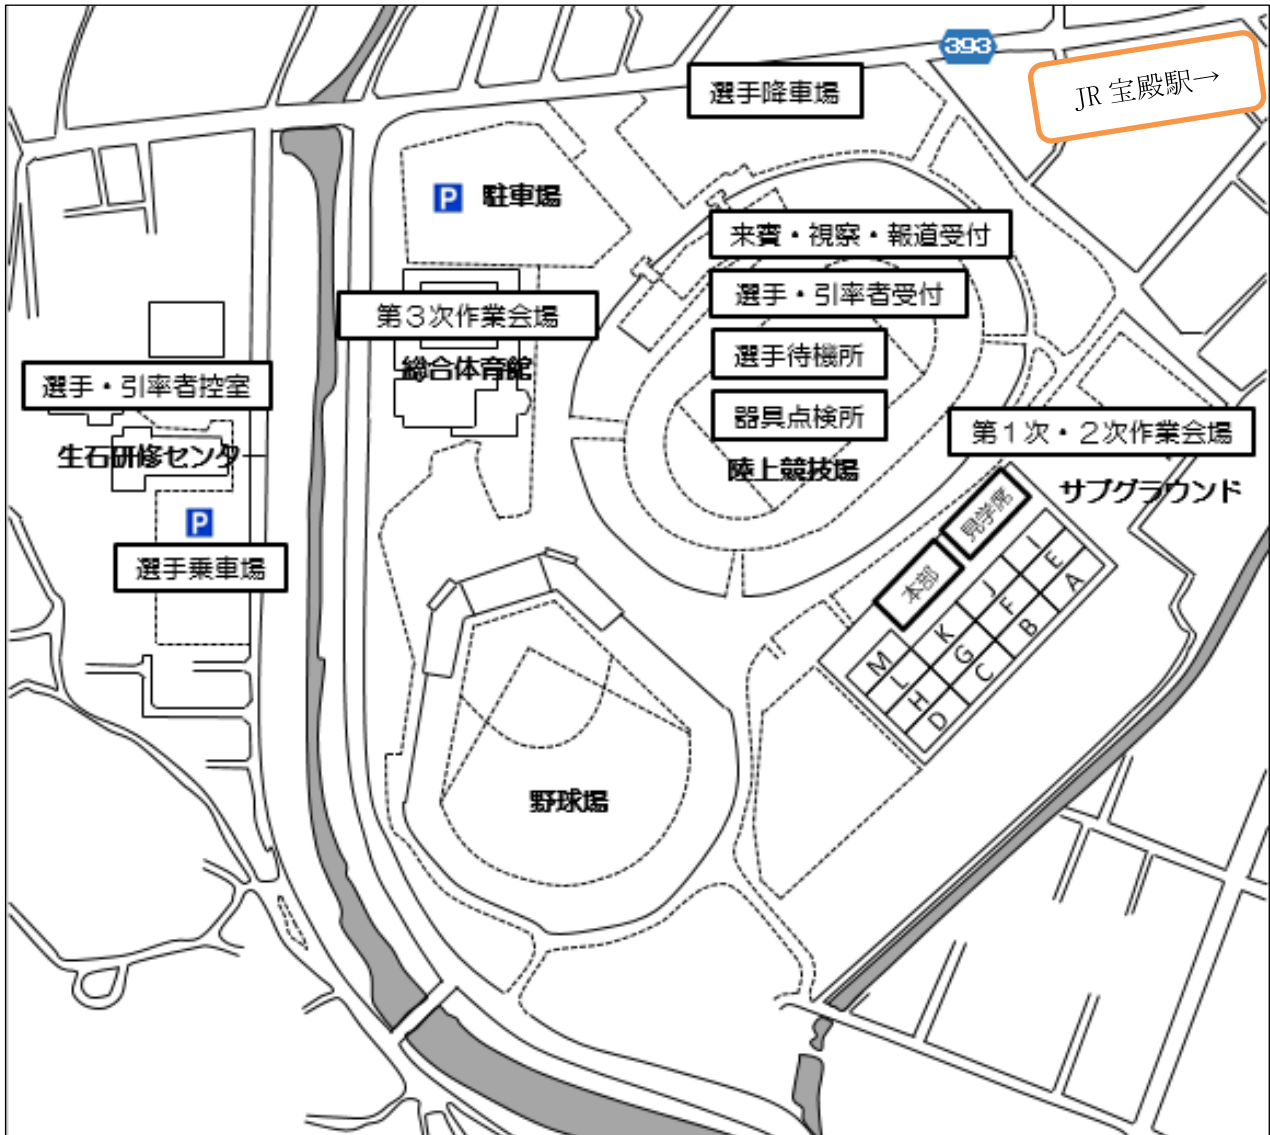 393
JR 宝殿駅→
選手降車場
P 駐車場
来賓・視察・報道受付
選手・引率者受付
第3次作業会場
総合体育館
選手待機所
選手・引率者控室
器具点検所
第1次・2次作業会場
生石研修センタ
陸上競技場
サブグラウンド
P
選手乗車場
見学席
本部
I
E
A
J
F
B
K
G
C
M
L
H
D
野球場